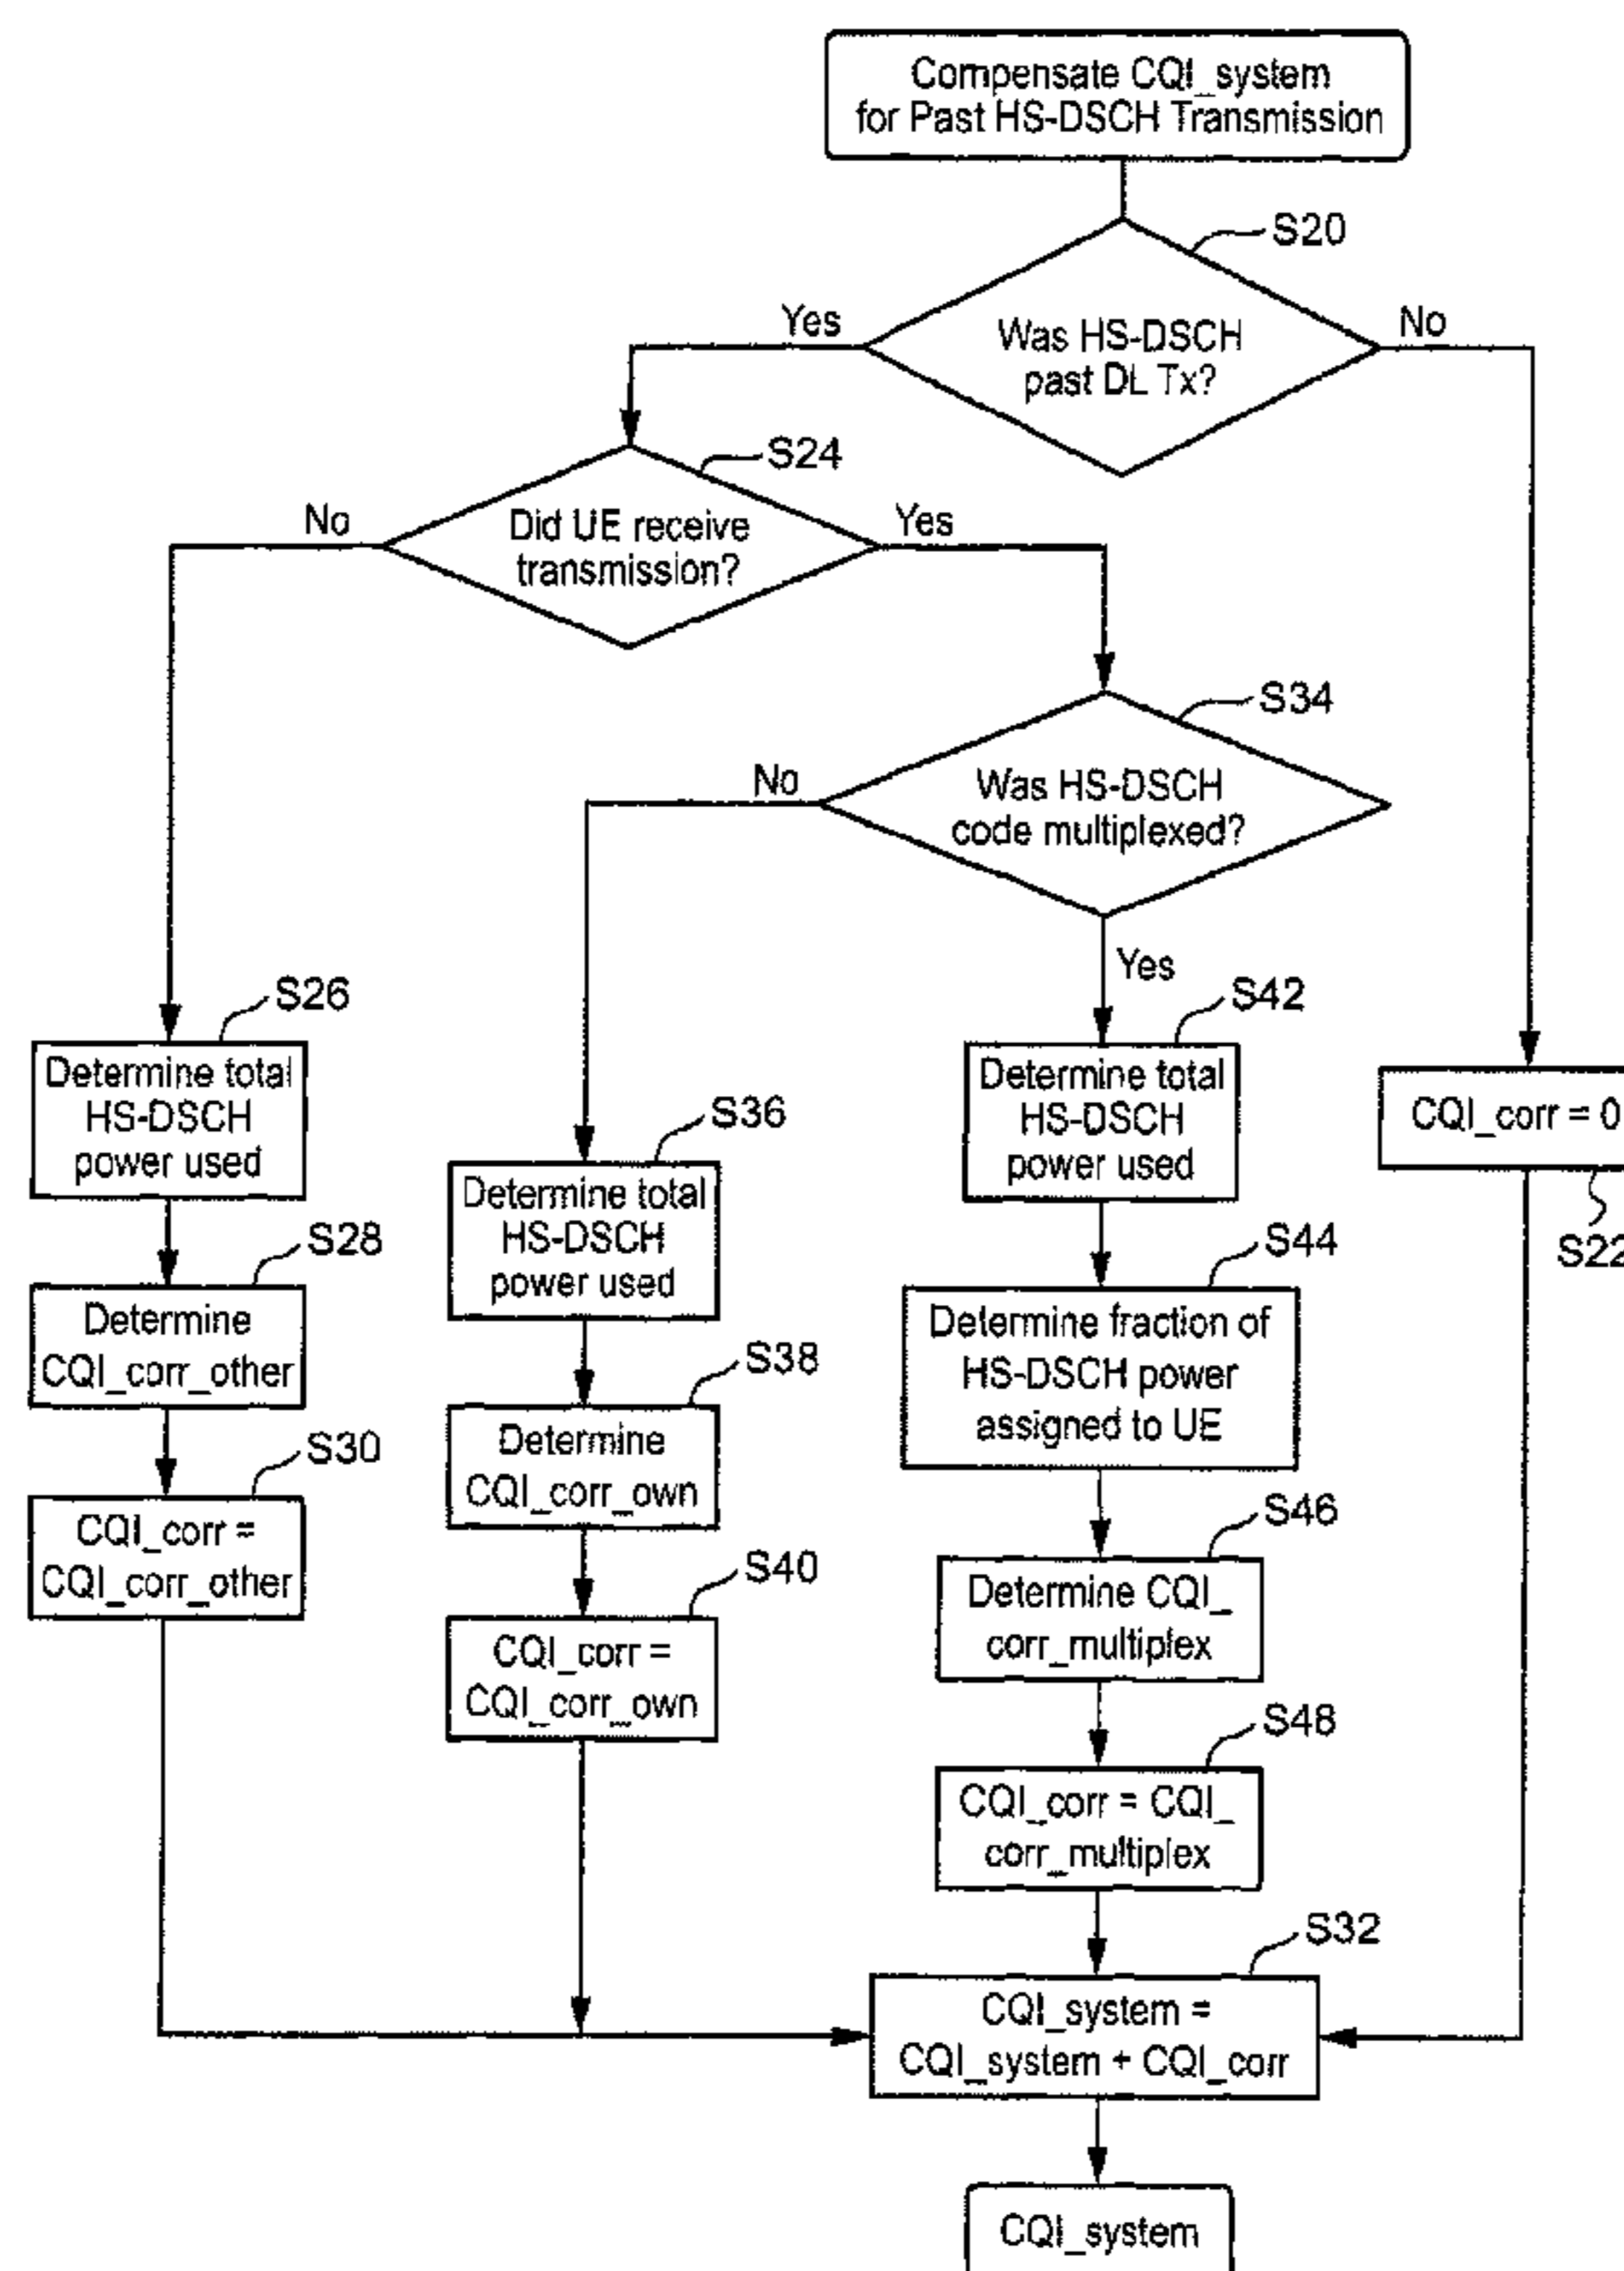 Compensate CQI_system
for Past HS-DSCH Transmission
S20
Yes
No
Was HS-DSCH
past DL Tx?
S24
No
Yes
Did UE receive
transmission?
S34
No
Was HS-DSCH
code multiplexed?
Yes
S26
Determine total
HS-DSCH
power used
S36
Determine total
HS-DSCH
power used
S42
Determine total
HS-DSCH
power used
CQI_corr = 0
S22
S28
Determine
CQI_corr_other
S38
Determine
CQI_corr_own
S44
Determine fraction of
HS-DSCH power
assigned to UE
S30
CQI_corr =
CQI_corr_other
S40
CQI_corr =
CQI_corr_own
S46
Determine CQI_
corr_multiplex
S48
CQI_corr = CQI_
corr_multiplex
S32
CQI_system =
CQI_system + CQI_corr
CQI_system